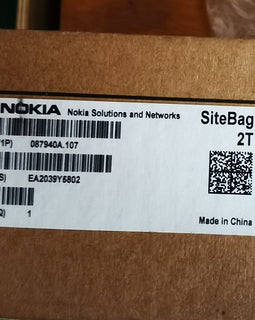 NOKIA Nokia Solutions and Networks
SiteBag
2T
1P) 087940A.107
S) EA2039Y5802
Q) 1
Made in China